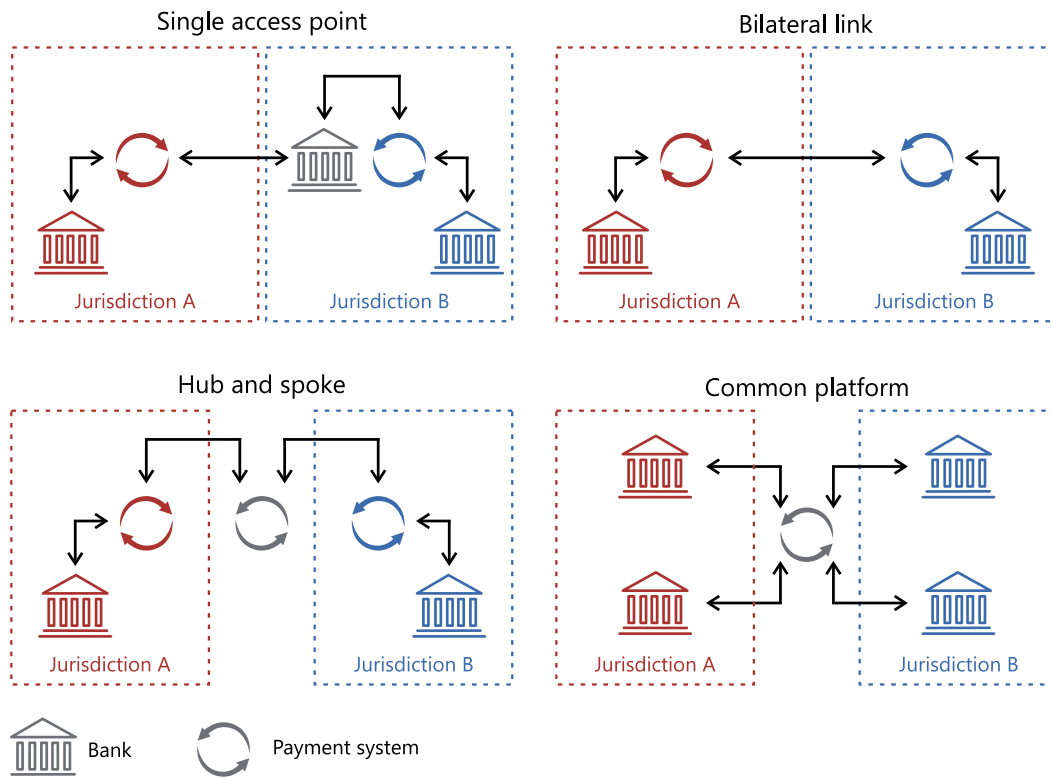 Single access point
Bilateral link
Jurisdiction A
Jurisdiction B
Jurisdiction A
Jurisdiction B
Hub and spoke
Common platform
Jurisdiction A
Jurisdiction B
Jurisdiction A
Jurisdiction B
Bank
Payment system